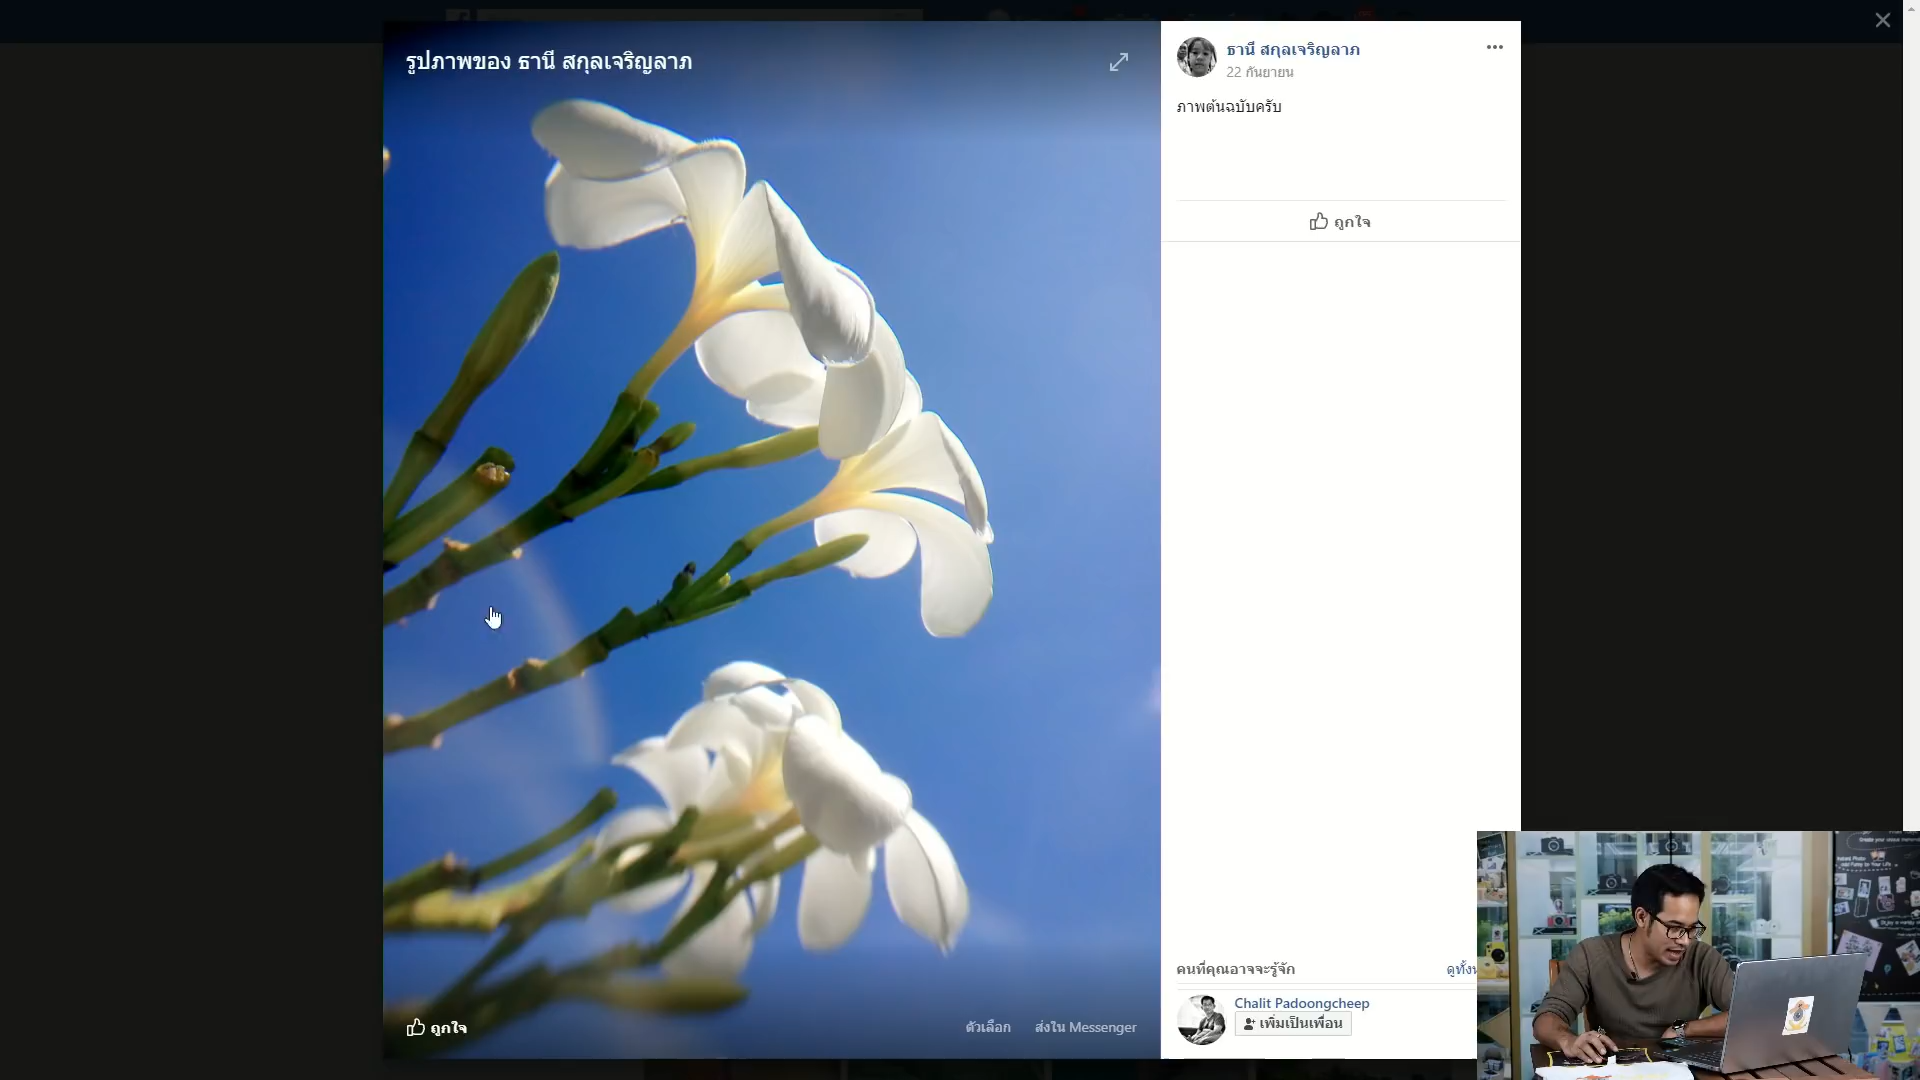 รูปภาพของ ธานี สกุลเจริญลาภ
ธานี สกุลเจริญลาภ
22 กันยายน
ภาพต้นฉบับครับ
ถูกใจ
คนที่คุณอาจจะรู้จัก
Chalit Padoongcheep
เพิ่มเป็นเพื่อน
ถูกใจ
ตัวเลือก
ส่งใน Messenger